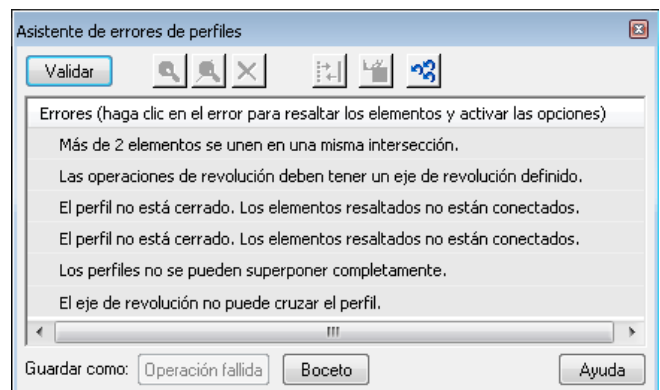 Asistente de errores de perfiles
Validar
Errores (haga clic en el error para resaltar los elementos y activar las opciones)
Más de 2 elementos se unen en una misma intersección.
Las operaciones de revolución deben tener un eje de revolución definido.
El perfil no está cerrado. Los elementos resaltados no están conectados.
El perfil no está cerrado. Los elementos resaltados no están conectados.
Los perfiles no se pueden superponer completamente.
El eje de revolución no puede cruzar el perfil.
Guardar como: Operación fallida Boceto Ayuda